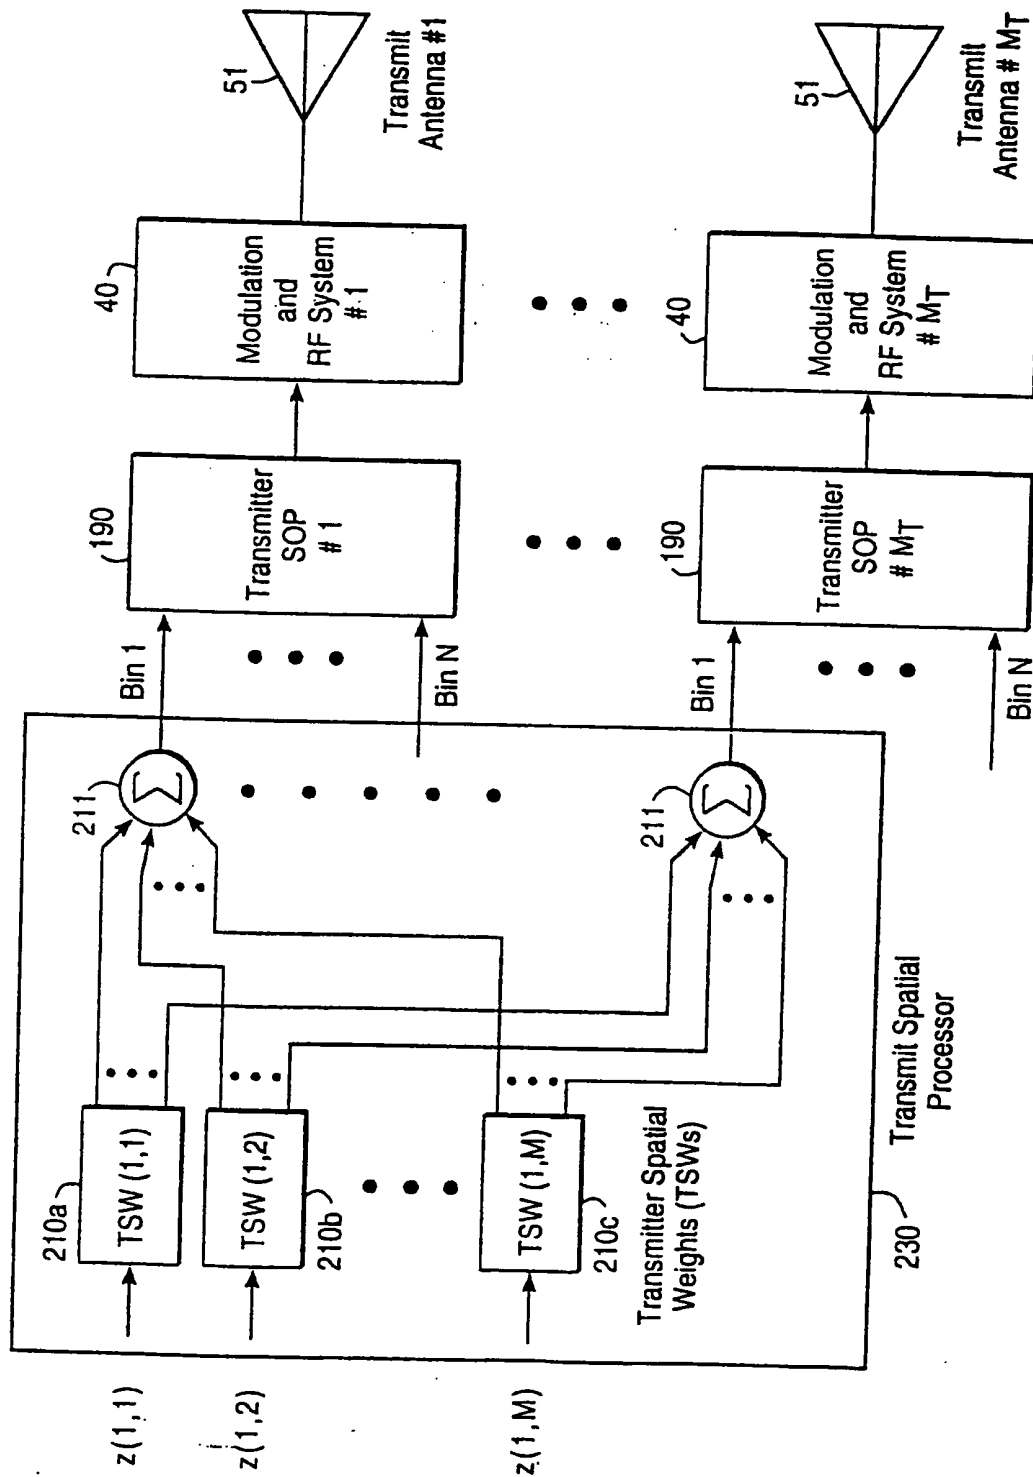 z(1,1)
z(1,2)
z(1,M)
210a
TSW (1,1)
TSW (1,2)
210b
TSW (1,M)
210c
Transmitter Spatial
Weights (TSWs)
211
Σ
211
Σ
230
Transmit Spatial
Processor
Bin 1
Bin N
Bin 1
Bin N
190
Transmitter
SOP
# 1
190
Transmitter
SOP
# MT
40
Modulation
and
RF System
# 1
40
Modulation
and
RF System
# MT
51
Transmit
Antenna #1
51
Transmit
Antenna # MT